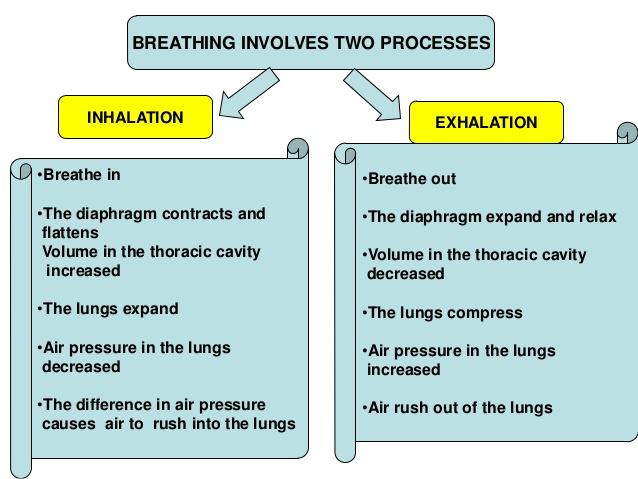 BREATHING INVOLVES TWO PROCESSES
INHALATION
•Breathe in
•The diaphragm contracts and
flattens
Volume in the thoracic cavity
increased
•The lungs expand
•Air pressure in the lungs
decreased
•The difference in air pressure
causes air to rush into the lungs
EXHALATION
•Breathe out
•The diaphragm expand and relax
•Volume in the thoracic cavity
decreased
•The lungs compress
•Air pressure in the lungs
increased
•Air rush out of the lungs